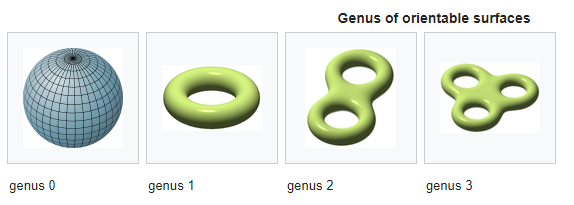 Genus of orientable surfaces
genus 0
genus 1
genus 2
genus 3